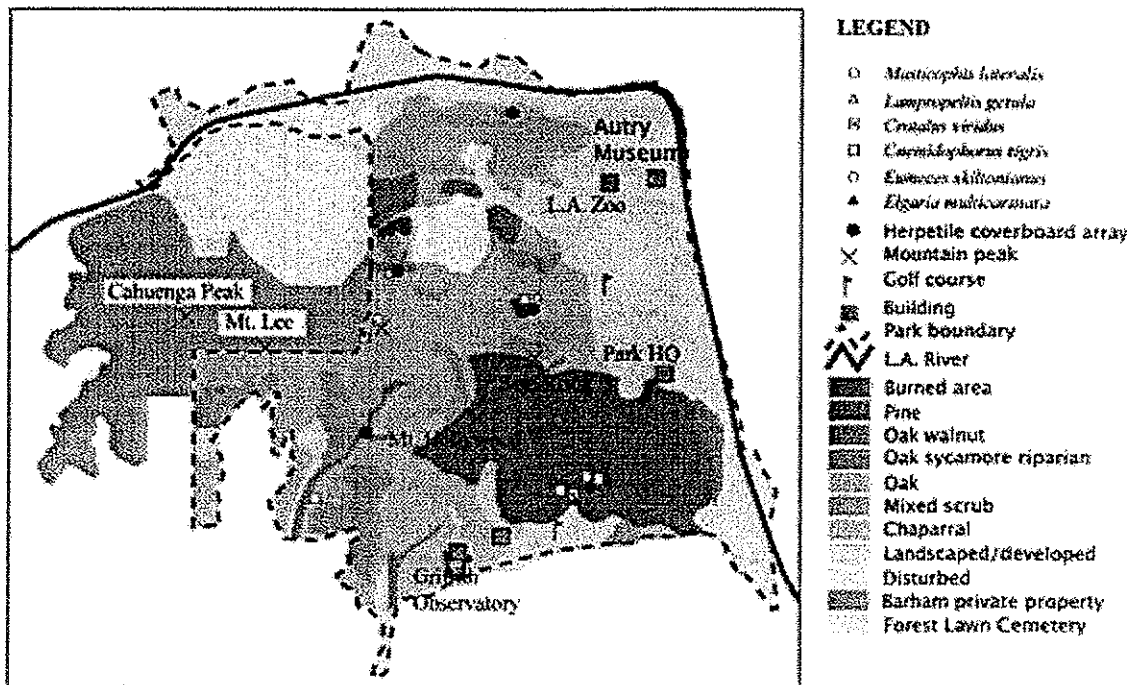 Autry
Museum
L.A. Zoo
Cahuenga Peak
Mt. Lee
Park HQ
Mt. Hollywood
Griffith
Observatory
LEGEND
Masticophis lateralis
Lampropeltis getula
Crotalus viridus
Cnemidophorus tigris
Eumeces skiltonianus
Elgaria multicarinata
Herpetile coverboard array
Mountain peak
Golf course
Building
Park boundary
L.A. River
Burned area
Pine
Oak walnut
Oak sycamore riparian
Oak
Mixed scrub
Chaparral
Landscaped/developed
Disturbed
Barham private property
Forest Lawn Cemetery